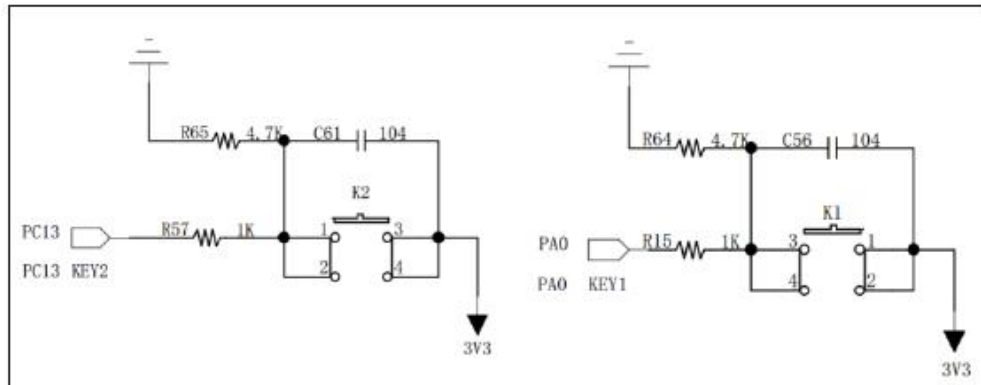 R65 4.7K C61 104
K2
PC13 R57 1K 1 3
PC13 KEY2 2 4
3V3
R64 4.7K C56 104
K1
PA0 R15 1K 3 1
PA0 KEY1 4 2
3V3